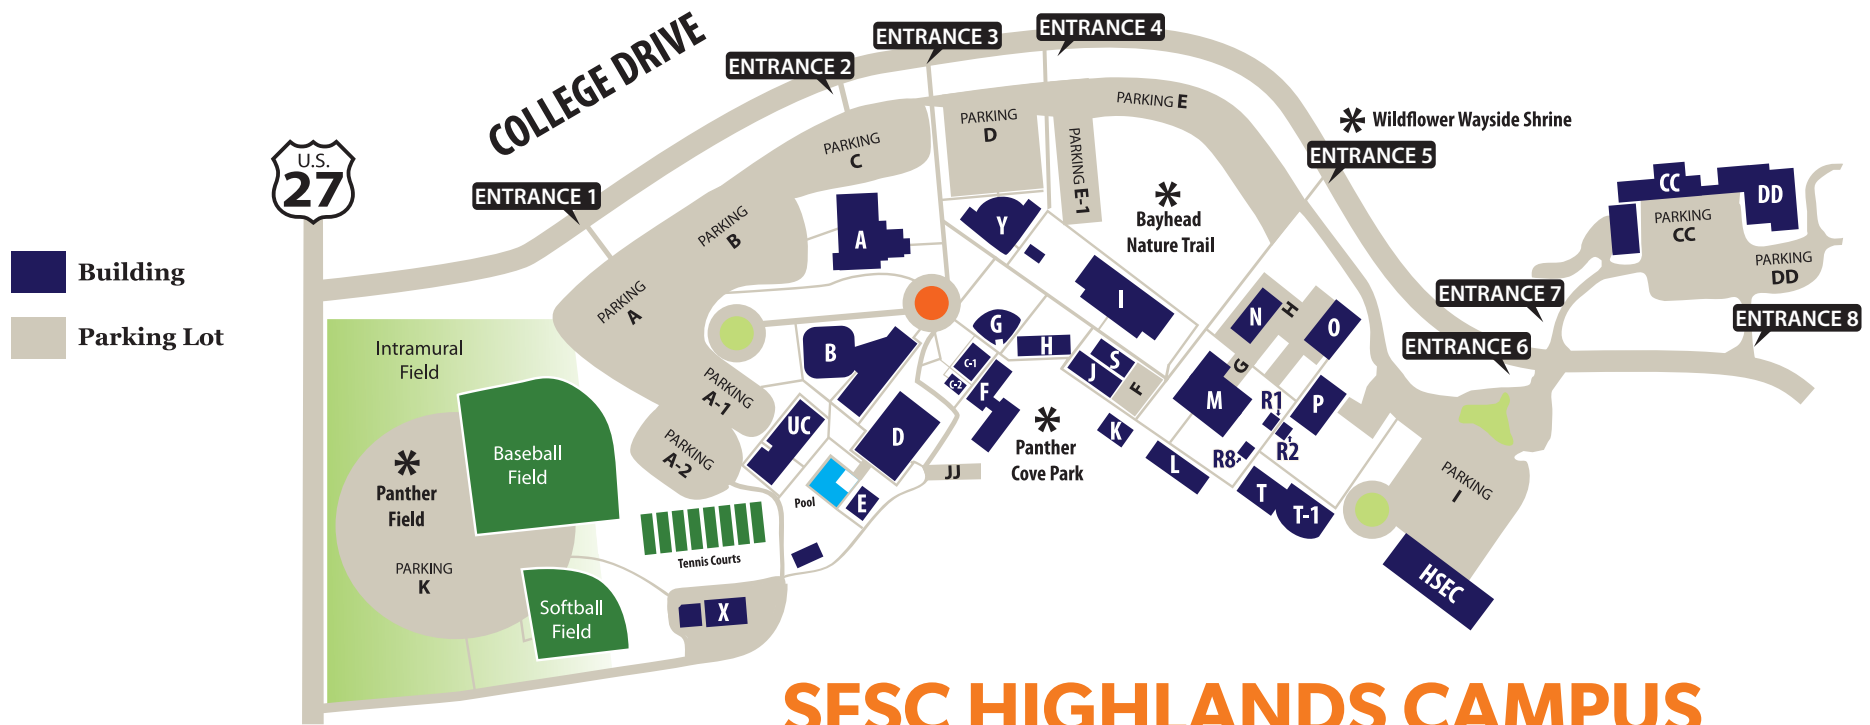 COLLEGE DRIVE
ENTRANCE 1
ENTRANCE 2
ENTRANCE 3
ENTRANCE 4
ENTRANCE 5
ENTRANCE 6
ENTRANCE 7
ENTRANCE 8
U.S.
27
Building
Parking Lot
Wildflower Wayside Shrine
Bayhead
Nature Trail
PARKING
A
PARKING
B
PARKING
C
PARKING
D
PARKING E
PARKING E-1
PARKING
A-1
PARKING
A-2
PARKING
CC
PARKING
DD
PARKING
I
PARKING
K
CC
DD
A
Y
I
G
H
B
C-1
C-2
F
S
J
F
N
H
O
G
M
P
R1
R2
R8
K
L
T
T-1
HSEC
UC
D
E
JJ
X
Pool
Tennis Courts
Panther
Cove Park
Intramural
Field
Baseball
Field
Panther
Field
Softball
Field
SFSC HIGHLANDS CAMPUS